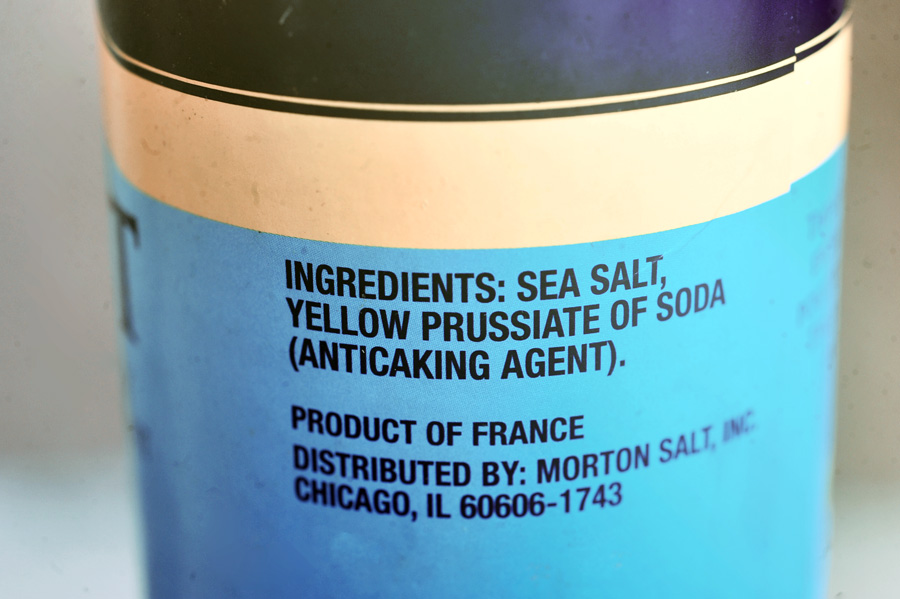 INGREDIENTS: SEA SALT,
YELLOW PRUSSIATE OF SODA
(ANTICAKING AGENT).
PRODUCT OF FRANCE
DISTRIBUTED BY: MORTON SALT, INC.
CHICAGO, IL 60606-1743